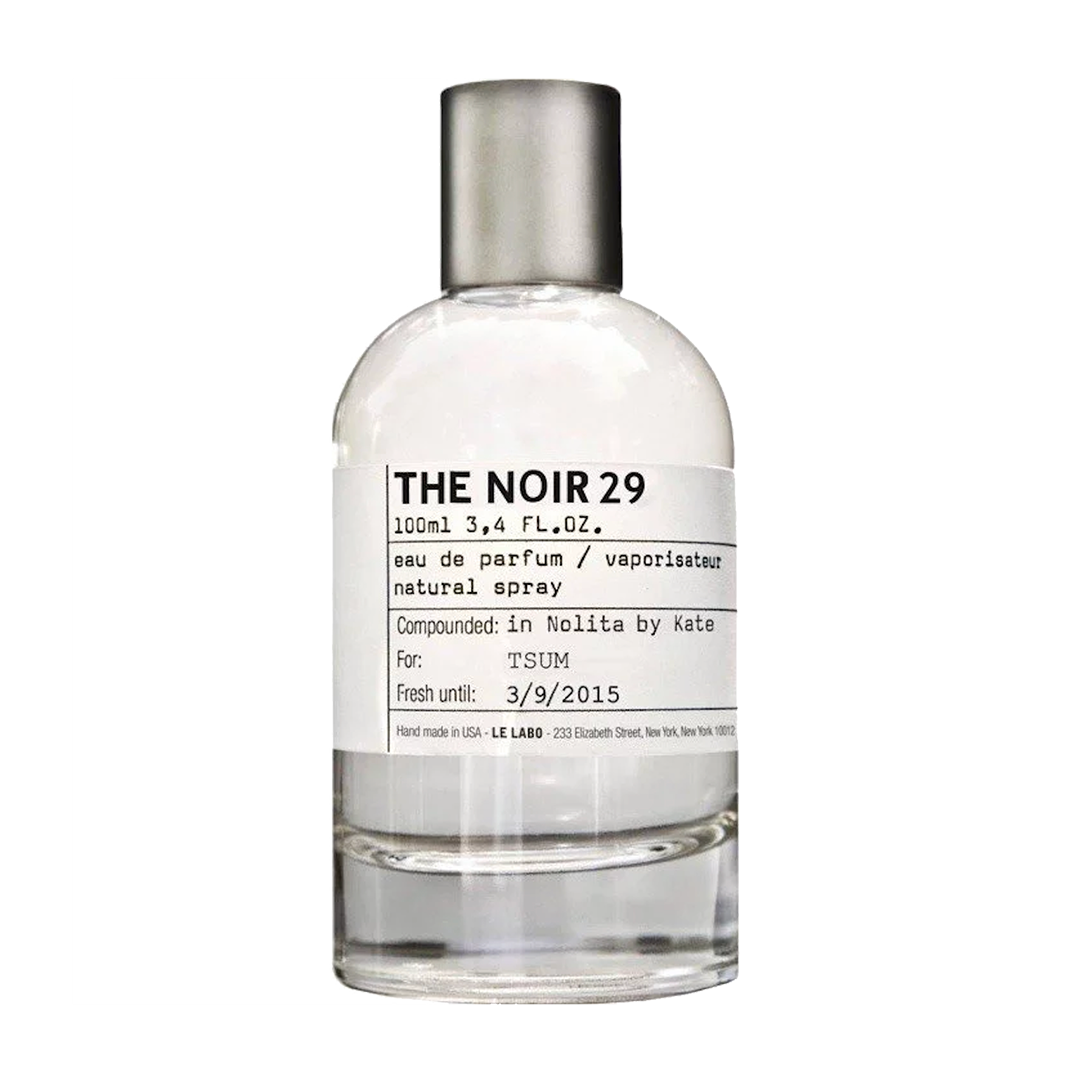 THE NOIR 29
100ml 3,4 FL.OZ.
eau de parfum / vaporisateur
natural spray
Compounded: in Nolita by Kate
For: TSUM
Fresh until: 3/9/2015
Hand made in USA - LE LABO - 233 Elizabeth Street, New York, New York 10012